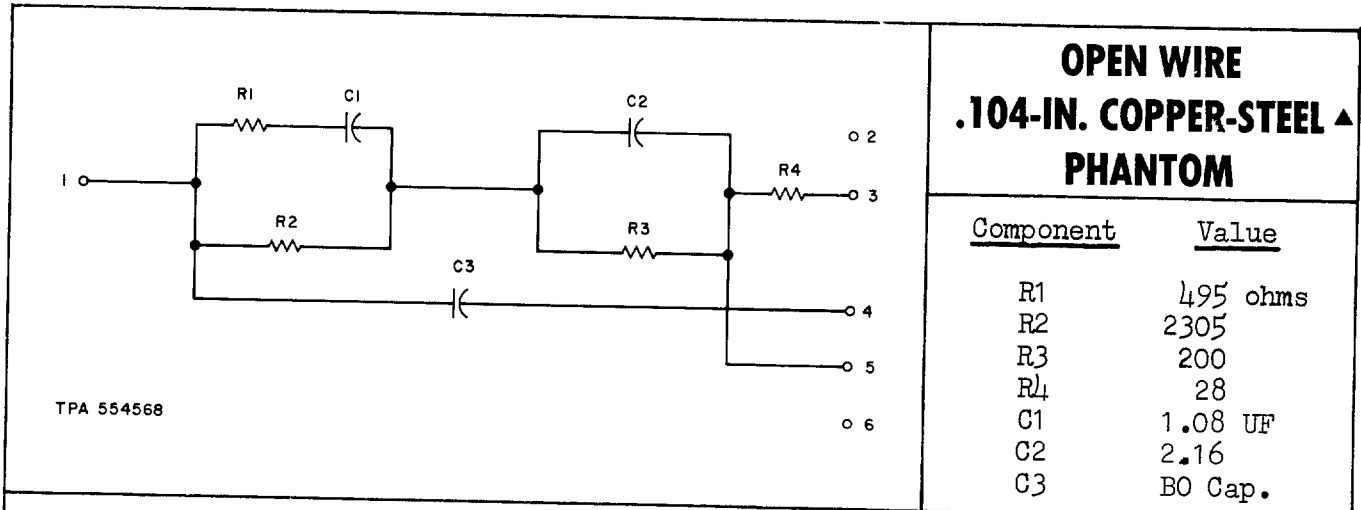 R1
C1
C2
2
1
R4
3
R2
R3
C3
4
5
TPA 554568
6
OPEN WIRE
.104-IN. COPPER-STEEL ▲
PHANTOM
Component Value
R1 495 ohms
R2 2305
R3 200
R4 28
C1 1.08 UF
C2 2.16
C3 BO Cap.